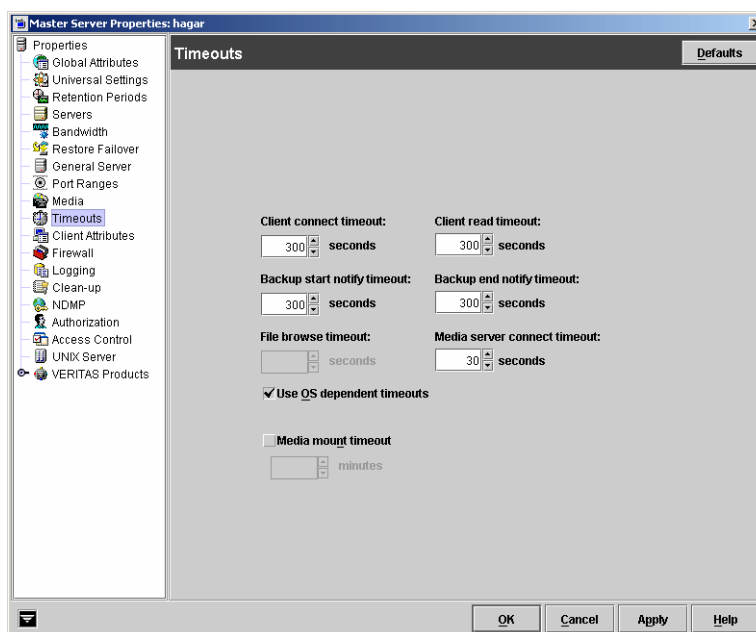 Master Server Properties: hagar
Properties
Global Attributes
Universal Settings
Retention Periods
Servers
Bandwidth
Restore Failover
General Server
Port Ranges
Media
Timeouts
Client Attributes
Firewall
Logging
Clean-up
NDMP
Authorization
Access Control
UNIX Server
VERITAS Products
Timeouts
Defaults
Client connect timeout:
300 seconds
Client read timeout:
300 seconds
Backup start notify timeout:
300 seconds
Backup end notify timeout:
300 seconds
File browse timeout:
seconds
Media server connect timeout:
30 seconds
Use OS dependent timeouts
Media mount timeout
minutes
OK
Cancel
Apply
Help